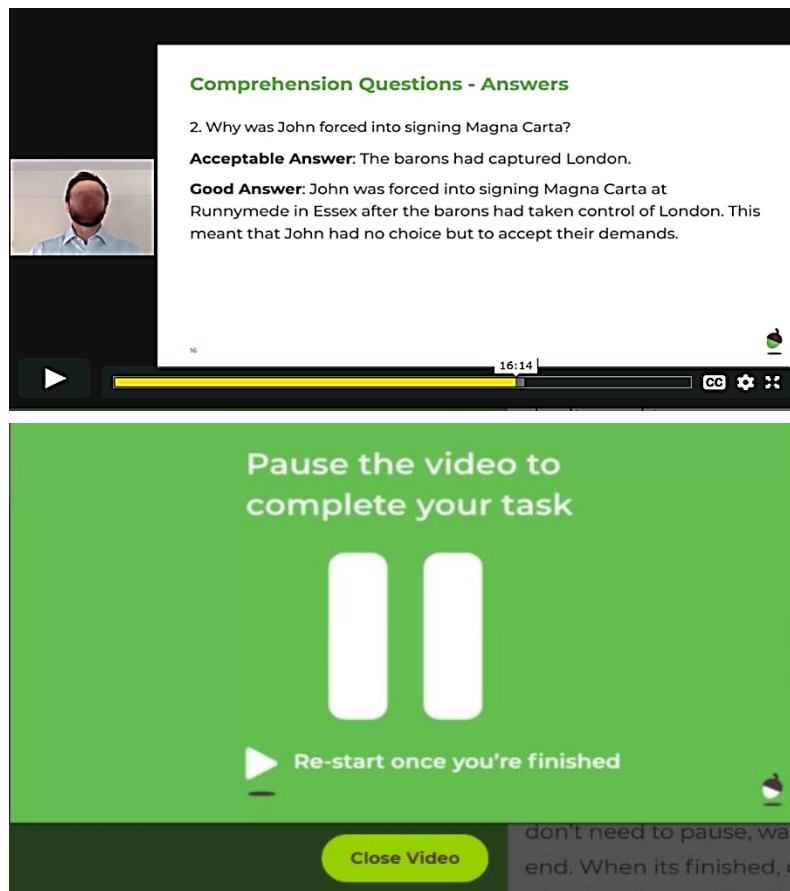 Comprehension Questions - Answers
2. Why was John forced into signing Magna Carta?
Acceptable Answer: The barons had captured London.
Good Answer: John was forced into signing Magna Carta at
Runnymede in Essex after the barons had taken control of London. This
meant that John had no choice but to accept their demands.
16
16:14
CC
Pause the video to
complete your task
Re-start once you're finished
don't need to pause, wa
end. When its finished,
Close Video